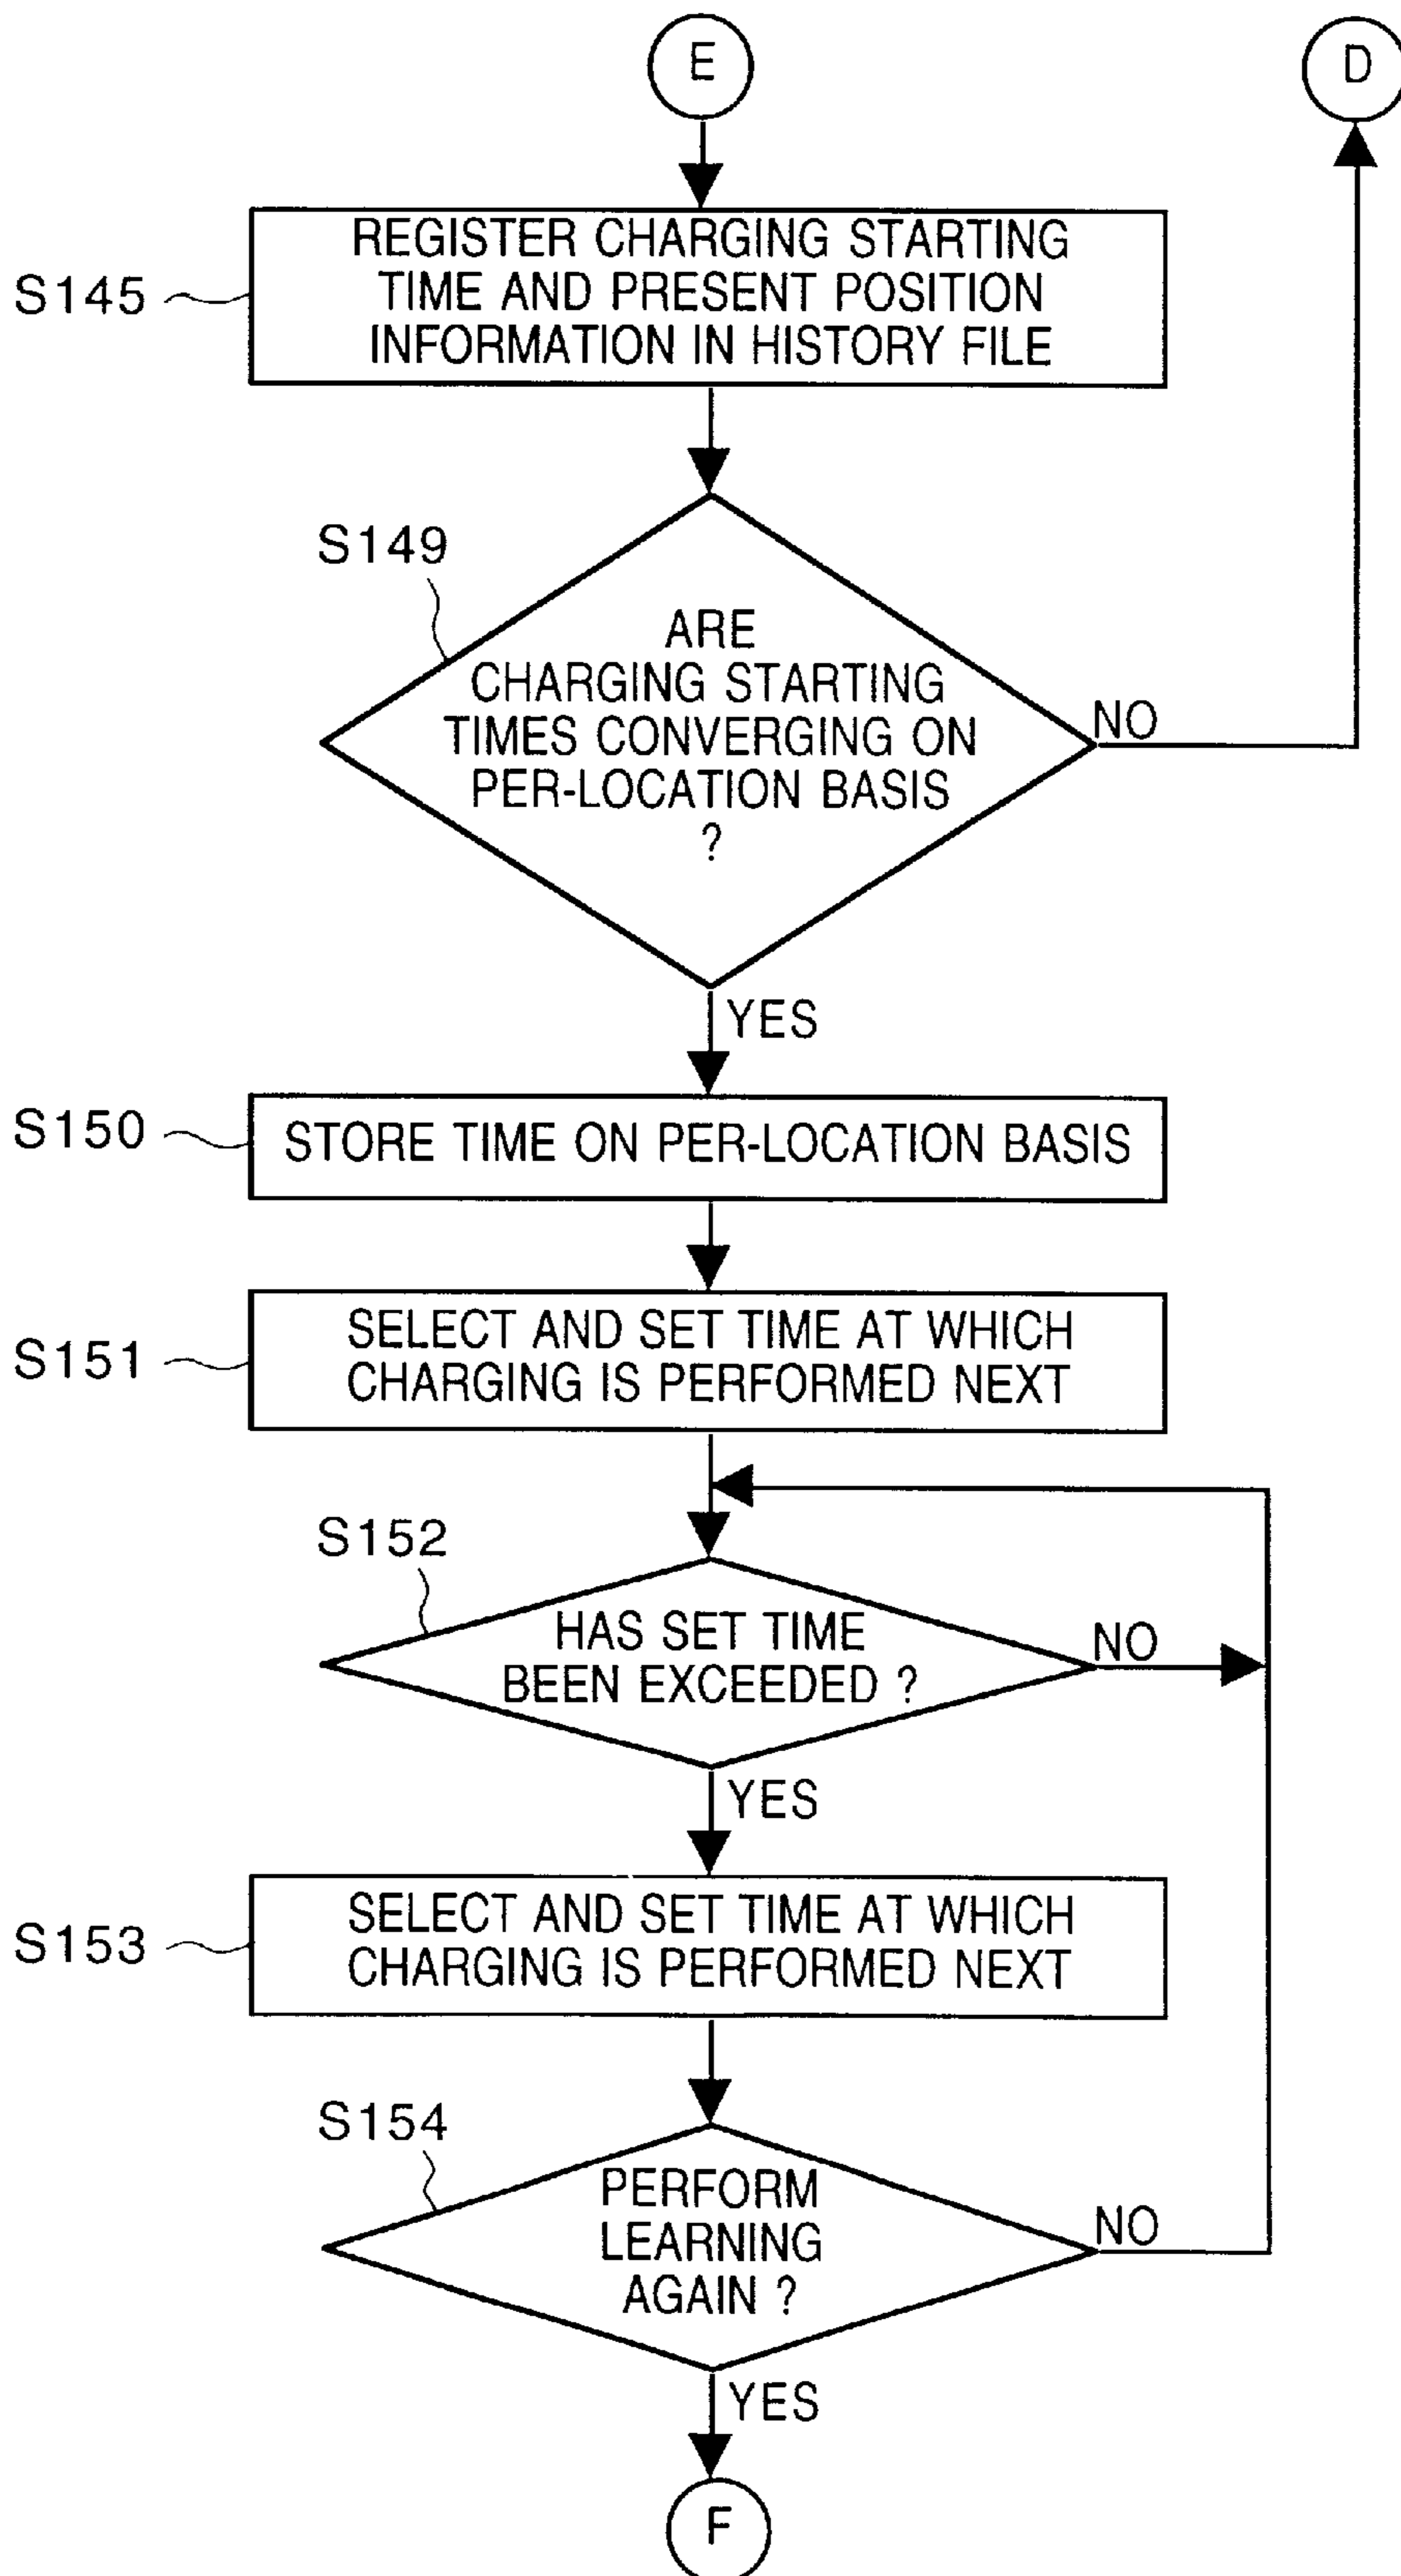 E
D
S145
REGISTER CHARGING STARTING
TIME AND PRESENT POSITION
INFORMATION IN HISTORY FILE
S149
ARE
CHARGING STARTING
TIMES CONVERGING ON
PER-LOCATION BASIS
?
NO
YES
S150
STORE TIME ON PER-LOCATION BASIS
S151
SELECT AND SET TIME AT WHICH
CHARGING IS PERFORMED NEXT
S152
HAS SET TIME
BEEN EXCEEDED ?
NO
YES
S153
SELECT AND SET TIME AT WHICH
CHARGING IS PERFORMED NEXT
S154
PERFORM
LEARNING
AGAIN ?
NO
YES
F